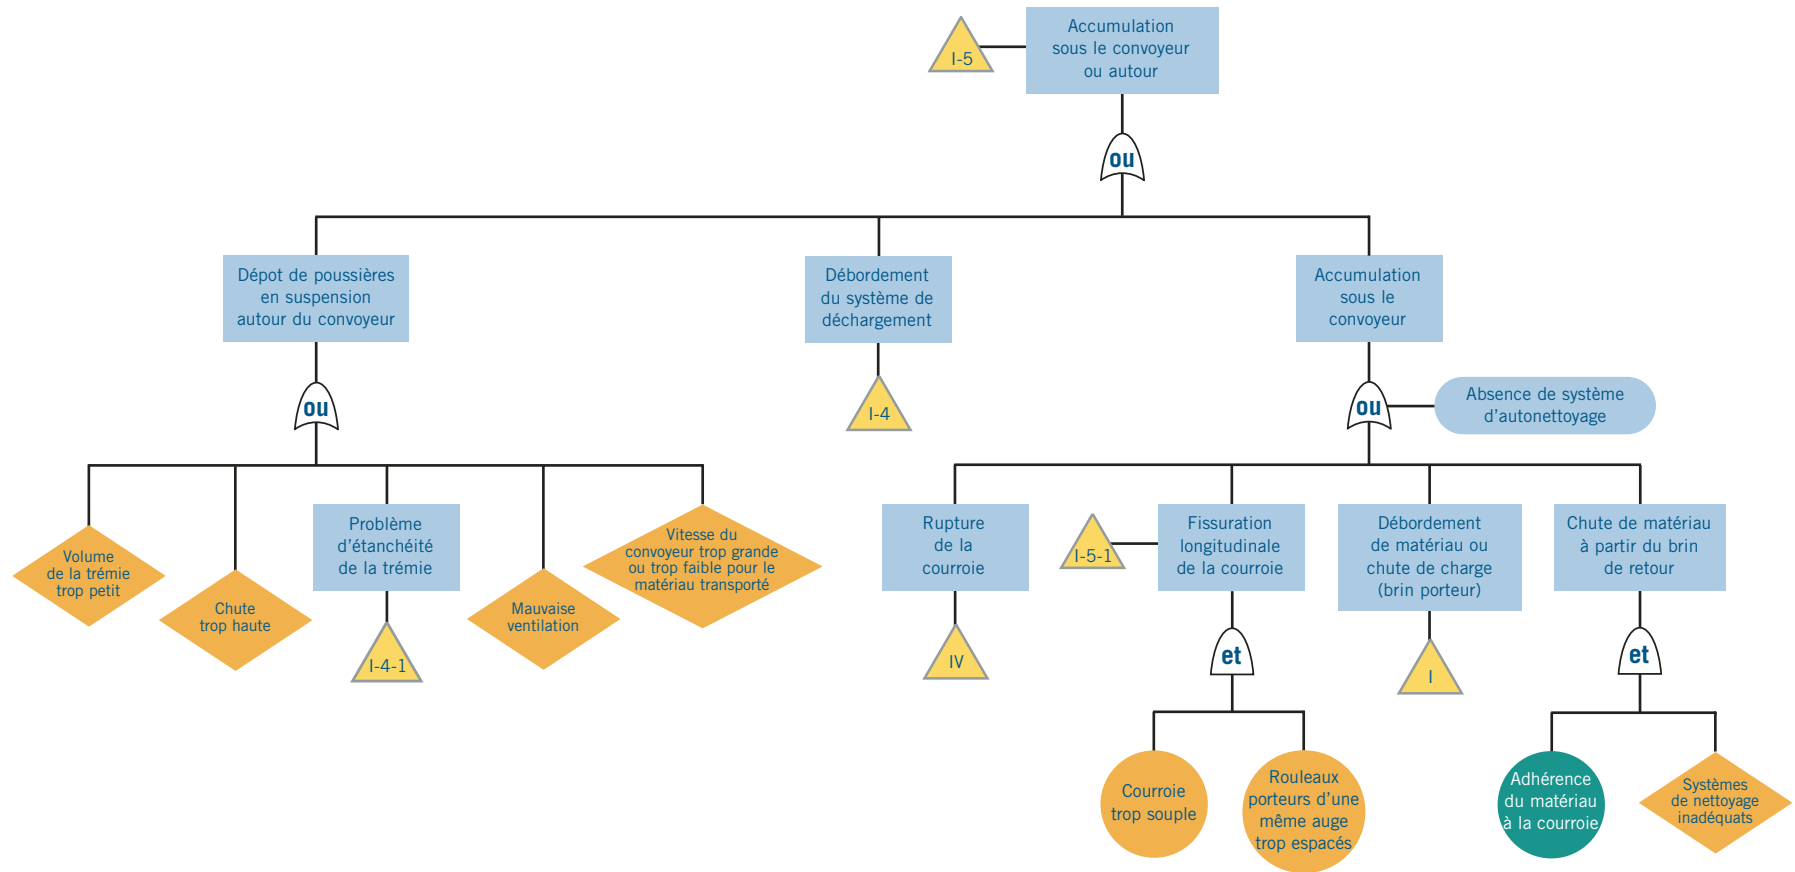 Accumulation
sous le convoyeur
ou autour
I-5
ou
Dépot de poussières
en suspension
autour du convoyeur
Débordement
du système de
déchargement
Accumulation
sous le
convoyeur
ou
I-4
ou
Absence de système
d’autonettoyage
Volume
de la trémie
trop petit
Chute
trop haute
Problème
d’étanchéité
de la trémie
I-4-1
Mauvaise
ventilation
Vitesse du
convoyeur trop grande
ou trop faible pour le
matériau transporté
Rupture
de la
courroie
IV
I-5-1
Fissuration
longitudinale
de la courroie
et
Débordement
de matériau ou
chute de charge
(brin porteur)
I
Chute de matériau
à partir du brin
de retour
et
Courroie
trop souple
Rouleaux
porteurs d’une
même auge
trop espacés
Adhérence
du matériau
à la courroie
Systèmes
de nettoyage
inadéquats